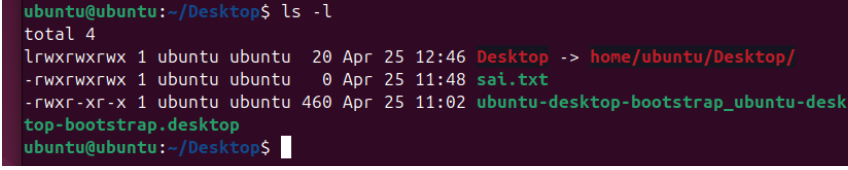 ubuntu@ubuntu:~/Desktop$ ls -l
total 4
lrwxrwxrwx 1 ubuntu ubuntu  20 Apr 25 12:46 Desktop -> home/ubuntu/Desktop/
-rwxrwxrwx 1 ubuntu ubuntu   0 Apr 25 11:48 sai.txt
-rwxr-xr-x 1 ubuntu ubuntu 460 Apr 25 11:02 ubuntu-desktop-bootstrap_ubuntu-desk
top-bootstrap.desktop
ubuntu@ubuntu:~/Desktop$